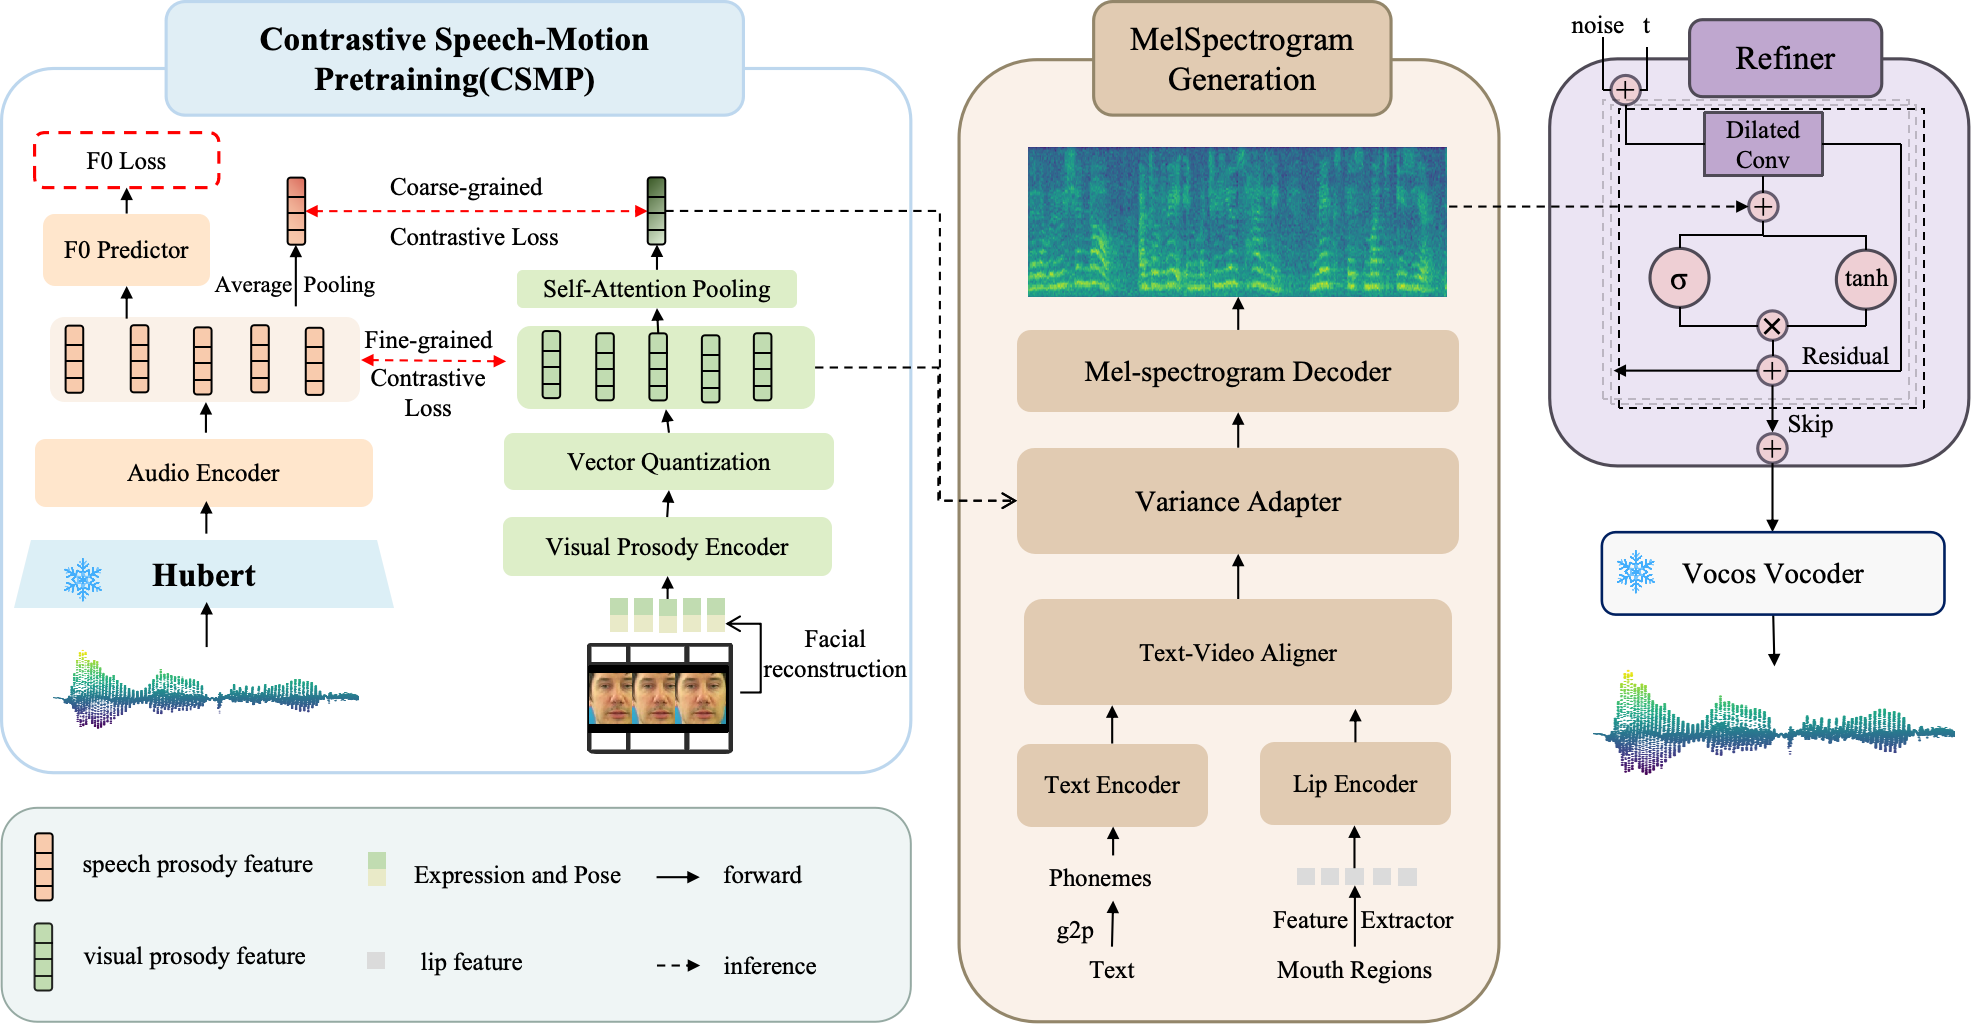 Contrastive Speech-Motion
Pretraining(CSMP)
F0 Loss
F0 Predictor
Average Pooling
Coarse-grained
Contrastive Loss
Self-Attention Pooling
Fine-grained
Contrastive
Loss
Audio Encoder
Vector Quantization
Hubert
Visual Prosody Encoder
Facial
reconstruction
speech prosody feature
Expression and Pose
forward
visual prosody feature
lip feature
inference
MelSpectrogram
Generation
Mel-spectrogram Decoder
Variance Adapter
Text-Video Aligner
Text Encoder
Lip Encoder
Phonemes
g2p
Text
Feature Extractor
Mouth Regions
noise t
Refiner
+
Dilated
Conv
+
σ
tanh
×
Residual
+
Skip
+
Vocos Vocoder